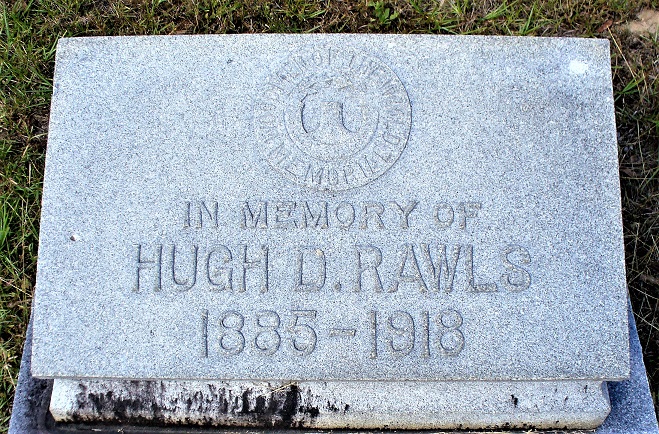 IN MEMORY OF
HUGH D. RAWLS
1885-1918